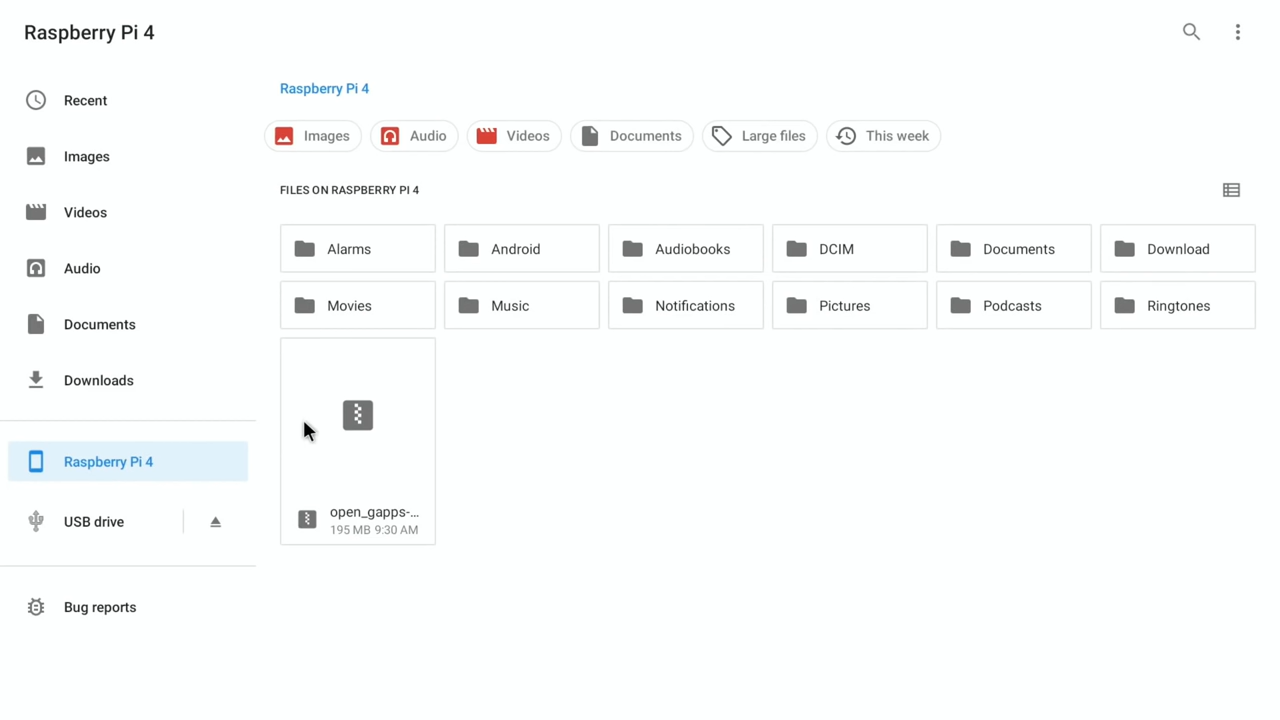 Raspberry Pi 4
Recent
Images
Videos
Audio
Documents
Downloads
Raspberry Pi 4
USB drive
Bug reports
Raspberry Pi 4
Images Audio Videos Documents Large files This week
FILES ON RASPBERRY PI 4
Alarms Android Audiobooks DCIM Documents Download
Movies Music Notifications Pictures Podcasts Ringtones
open_gapps-...
195 MB 9:30 AM